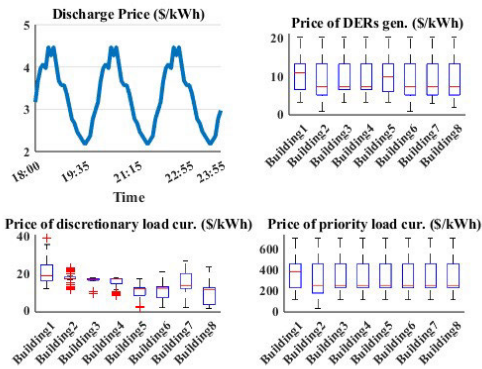 Discharge Price ($/kWh)
5
4
3
2
18:00
19:35
21:15
22:55
23:55
Time
Price of DERs gen. ($/kWh)
20
10
0
Building1
Building2
Building3
Building4
Building5
Building6
Building7
Building8
Price of discretionary load cur. ($/kWh)
40
20
0
Building1
Building2
Building3
Building4
Building5
Building6
Building7
Building8
Price of priority load cur. ($/kWh)
600
400
200
0
Building1
Building2
Building3
Building4
Building5
Building6
Building7
Building8